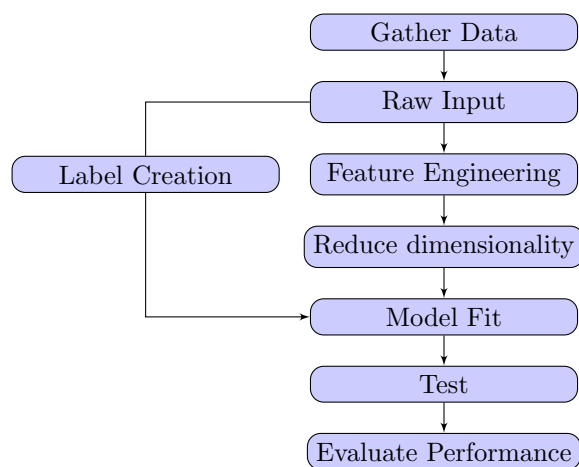 Gather Data
Raw Input
Label Creation
Feature Engineering
Reduce dimensionality
Model Fit
Test
Evaluate Performance